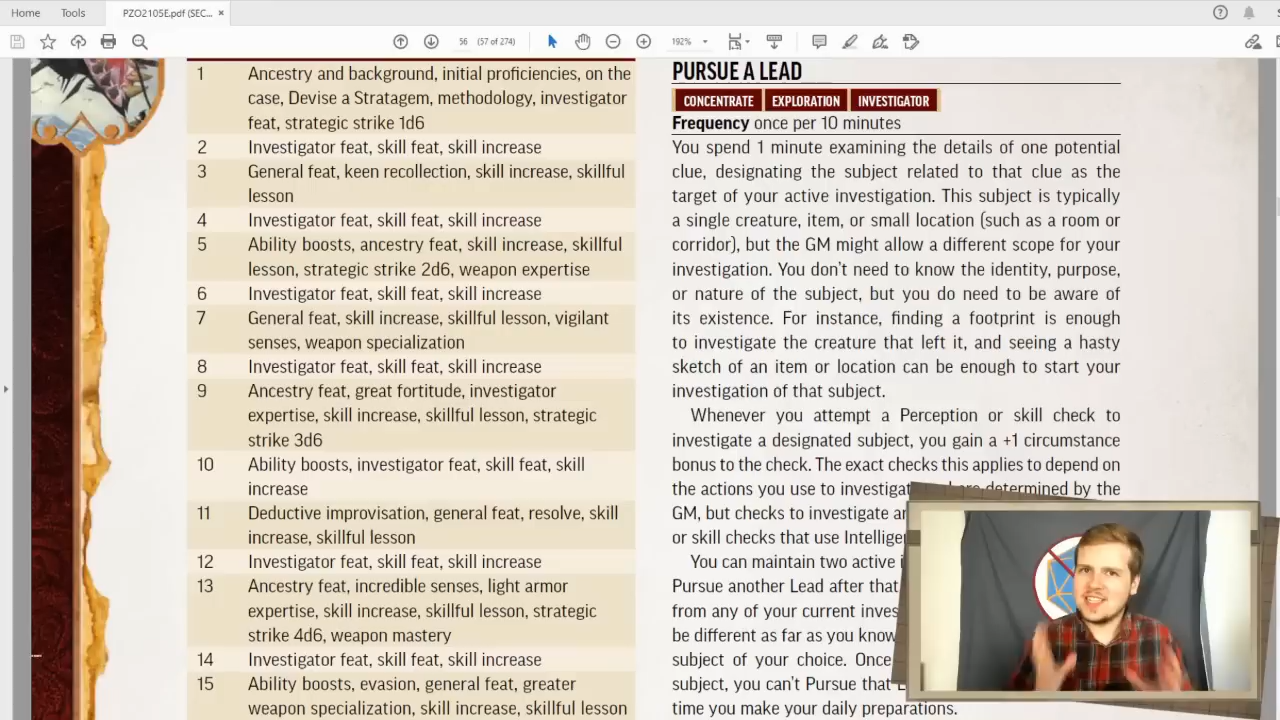 Home
Tools
PZO2105E.pdf (SEC...
56
(57 of 274)
192%
1
Ancestry and background, initial proficiencies, on the
case, Devise a Stratagem, methodology, investigator
feat, strategic strike 1d6
2
Investigator feat, skill feat, skill increase
3
General feat, keen recollection, skill increase, skillful
lesson
4
Investigator feat, skill feat, skill increase
5
Ability boosts, ancestry feat, skill increase, skillful
lesson, strategic strike 2d6, weapon expertise
6
Investigator feat, skill feat, skill increase
7
General feat, skill increase, skillful lesson, vigilant
senses, weapon specialization
8
Investigator feat, skill feat, skill increase
9
Ancestry feat, great fortitude, investigator
expertise, skill increase, skillful lesson, strategic
strike 3d6
10
Ability boosts, investigator feat, skill feat, skill
increase
11
Deductive improvisation, general feat, resolve, skill
increase, skillful lesson
12
Investigator feat, skill feat, skill increase
13
Ancestry feat, incredible senses, light armor
expertise, skill increase, skillful lesson, strategic
strike 4d6, weapon mastery
14
Investigator feat, skill feat, skill increase
15
Ability boosts, evasion, general feat, greater
weapon specialization, skill increase, skillful lesson
PURSUE A LEAD
CONCENTRATE EXPLORATION INVESTIGATOR
Frequency once per 10 minutes
You spend 1 minute examining the details of one potential
clue, designating the subject related to that clue as the
target of your active investigation. This subject is typically
a single creature, item, or small location (such as a room or
corridor), but the GM might allow a different scope for your
investigation. You don't need to know the identity, purpose,
or nature of the subject, but you do need to be aware of
its existence. For instance, finding a footprint is enough
to investigate the creature that left it, and seeing a hasty
sketch of an item or location can be enough to start your
investigation of that subject.
Whenever you attempt a Perception or skill check to
investigate a designated subject, you gain a +1 circumstance
bonus to the check. The exact checks this applies to depend on
the actions you use to determined by the
GM, but checks to investigate
or skill checks that use
You can maintain two active
Pursue another Lead after that
from any of your current
be different as far as you know
subject of your choice. Once
subject, you can't Pursue that
time you make your daily preparations.